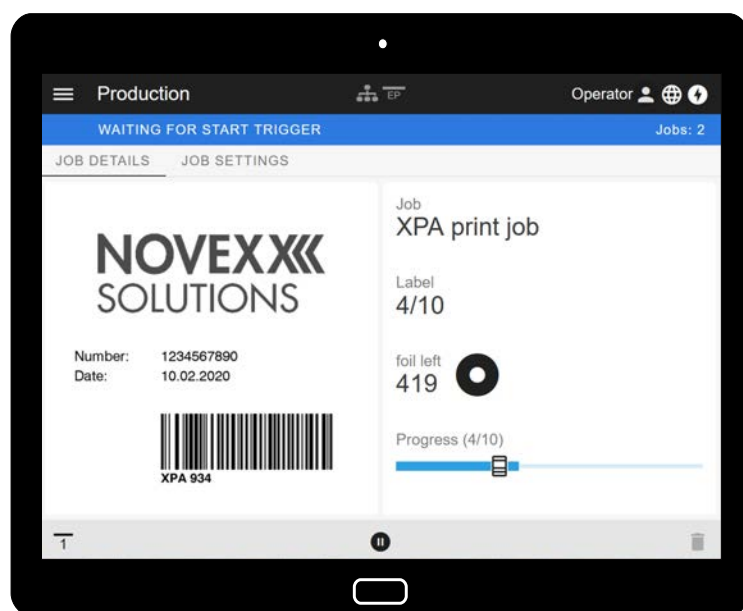 Production
EP
Operator
WAITING FOR START TRIGGER
Jobs: 2
JOB DETAILS
JOB SETTINGS
NOVEXX
SOLUTIONS
Number: 1234567890
Date: 10.02.2020
XPA 934
Job
XPA print job
Label
4/10
foil left
419
Progress (4/10)
1